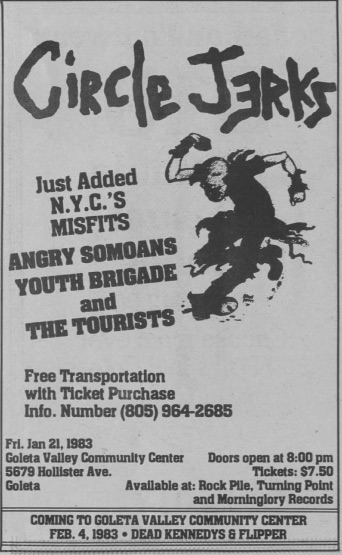 CIRCLE JERKS
Just Added
N.Y.C.'S
MISFITS
ANGRY SOMOANS
YOUTH BRIGADE
and
THE TOURISTS
Free Transportation
with Ticket Purchase
Info. Number (805) 964-2685
Fri. Jan 21, 1983
Goleta Valley Community Center Doors open at 8:00 pm
5679 Hollister Ave. Tickets: $7.50
Goleta Available at: Rock Pile, Turning Point
and Morninglory Records
COMING TO GOLETA VALLEY COMMUNITY CENTER
FEB. 4, 1983 • DEAD KENNEDYS & FLIPPER